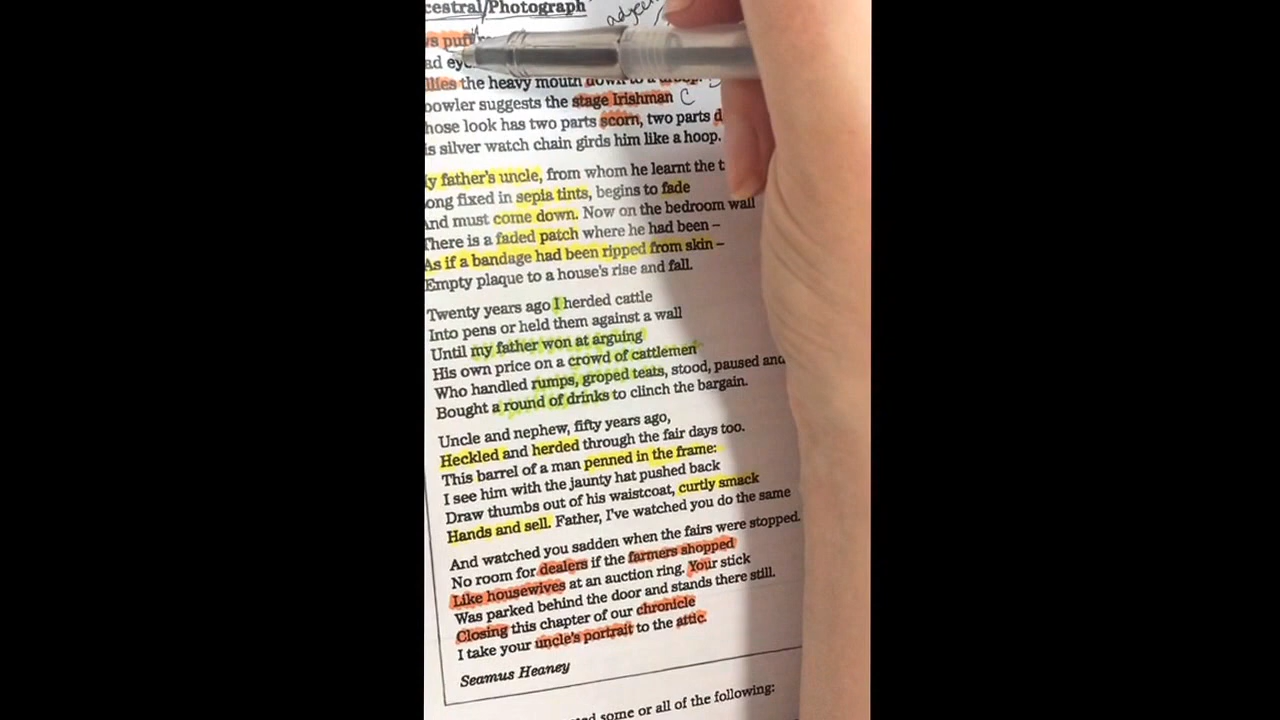 cestral/Photograph
ws puff
ad eye
llies the heavy mouth down to a droop.
bowler suggests the stage Irishman C
hose look has two parts scorn, two parts d
is silver watch chain girds him like a hoop.
y father's uncle, from whom he learnt the t
ong fixed in sepia tints, begins to fade
And must come down. Now on the bedroom wall
There is a faded patch where he had been –
As if a bandage had been ripped from skin –
Empty plaque to a house's rise and fall.
Twenty years ago I herded cattle
Into pens or held them against a wall
Until my father won at arguing
His own price on a crowd of cattlemen
Who handled rumps, groped teats, stood, paused and
Bought a round of drinks to clinch the bargain.
Uncle and nephew, fifty years ago,
Heckled and herded through the fair days too.
This barrel of a man penned in the frame:
I see him with the jaunty hat pushed back
Draw thumbs out of his waistcoat, curtly smack
Hands and sell. Father, I've watched you do the same
And watched you sadden when the fairs were stopped.
No room for dealers if the farmers shopped
Like housewives at an auction ring. Your stick
Was parked behind the door and stands there still.
Closing this chapter of our chronicle
I take your uncle's portrait to the attic.
Seamus Heaney
some or all of the following: